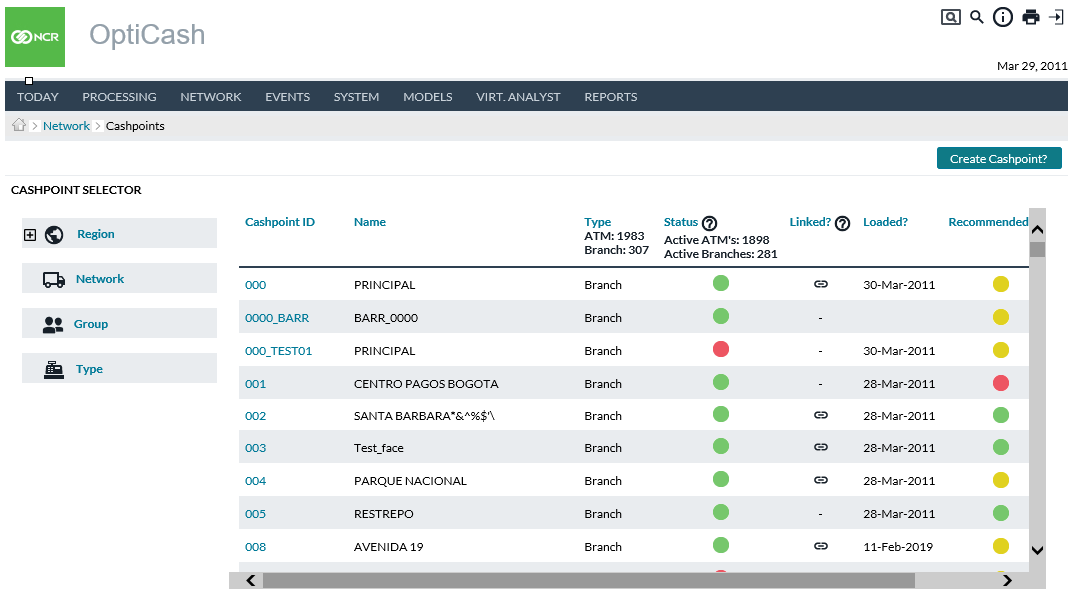 NCR
OptiCash
Mar 29, 2011
TODAY PROCESSING NETWORK EVENTS SYSTEM MODELS VIRT. ANALYST REPORTS
> Network > Cashpoints
Create Cashpoint?
CASHPOINT SELECTOR
Region
Network
Group
Type
Cashpoint ID Name Type Status ? Linked? ? Loaded? Recommended
ATM: 1983 Active ATM's: 1898
Branch: 307 Active Branches: 281
000 PRINCIPAL Branch 30-Mar-2011
0000_BARR BARR_0000 Branch -
000_TEST01 PRINCIPAL Branch - 30-Mar-2011
001 CENTRO PAGOS BOGOTA Branch - 28-Mar-2011
002 SANTA BARBARA*&^%$'\ Branch 28-Mar-2011
003 Test_face Branch 28-Mar-2011
004 PARQUE NACIONAL Branch 28-Mar-2011
005 RESTREPO Branch - 28-Mar-2011
008 AVENIDA 19 Branch 11-Feb-2019